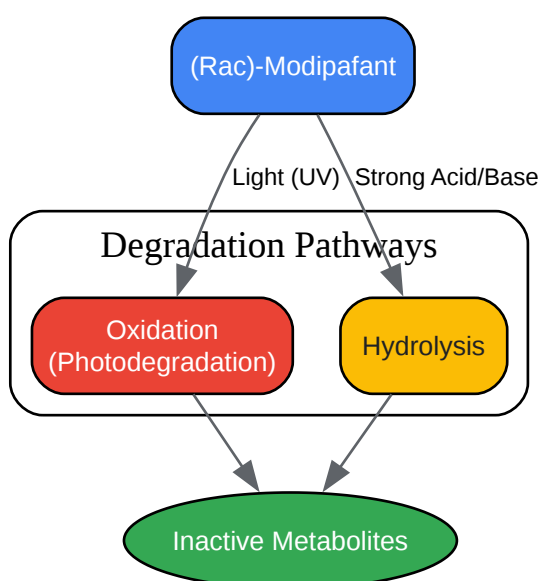 (Rac)-Modipafant
Light (UV)
Strong Acid/Base
Degradation Pathways
Oxidation
(Photodegradation)
Hydrolysis
Inactive Metabolites